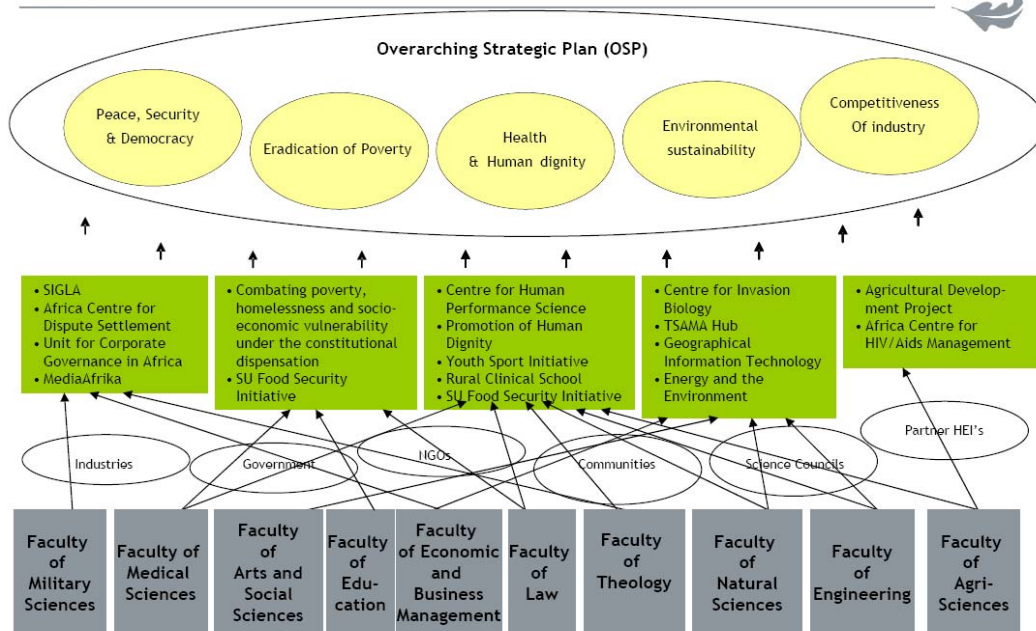 Overarching Strategic Plan (OSP)
Peace, Security
& Democracy
Eradication of Poverty
Health
& Human dignity
Environmental
sustainability
Competitiveness
Of industry
• SIGLA
• Africa Centre for
Dispute Settlement
• Unit for Corporate
Governance in Africa
• MediaAfrika
• Combating poverty,
homelessness and socio-
economic vulnerability
under the constitutional
dispensation
• SU Food Security
Initiative
• Centre for Human
Performance Science
• Promotion of Human
Dignity
• Youth Sport Initiative
• Rural Clinical School
• SU Food Security Initiative
• Centre for Invasion
Biology
• TSAMA Hub
• Geographical
Information Technology
• Energy and the
Environment
• Agricultural Develop-
ment Project
• Africa Centre for
HIV/Aids Management
Industries
Government
NGOs
Communities
Science Councils
Partner HEI's
Faculty
of
Military
Sciences
Faculty of
Medical
Sciences
Faculty
of
Arts and
Social
Sciences
Faculty
of
Edu-
cation
Faculty
of Economic
and
Business
Management
Faculty
of
Law
Faculty
of
Theology
Faculty
of
Natural
Sciences
Faculty
of
Engineering
Faculty
of
Agri-
Sciences